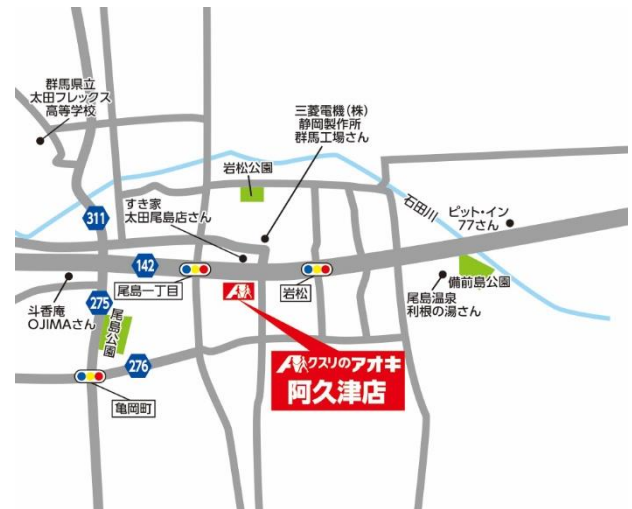 群馬県立
太田フレックス
高等学校
三菱電機(株)
静岡製作所
群馬工場さん
岩松公園
すき家
太田尾島店さん
石田川
ピット・イン
77さん
311
142
尾島一丁目
岩松
備前島公園
尾島温泉
利根の湯さん
斗香庵
OJIMAさん
275
尾島公園
276
亀岡町
クスリのアオキ
阿久津店